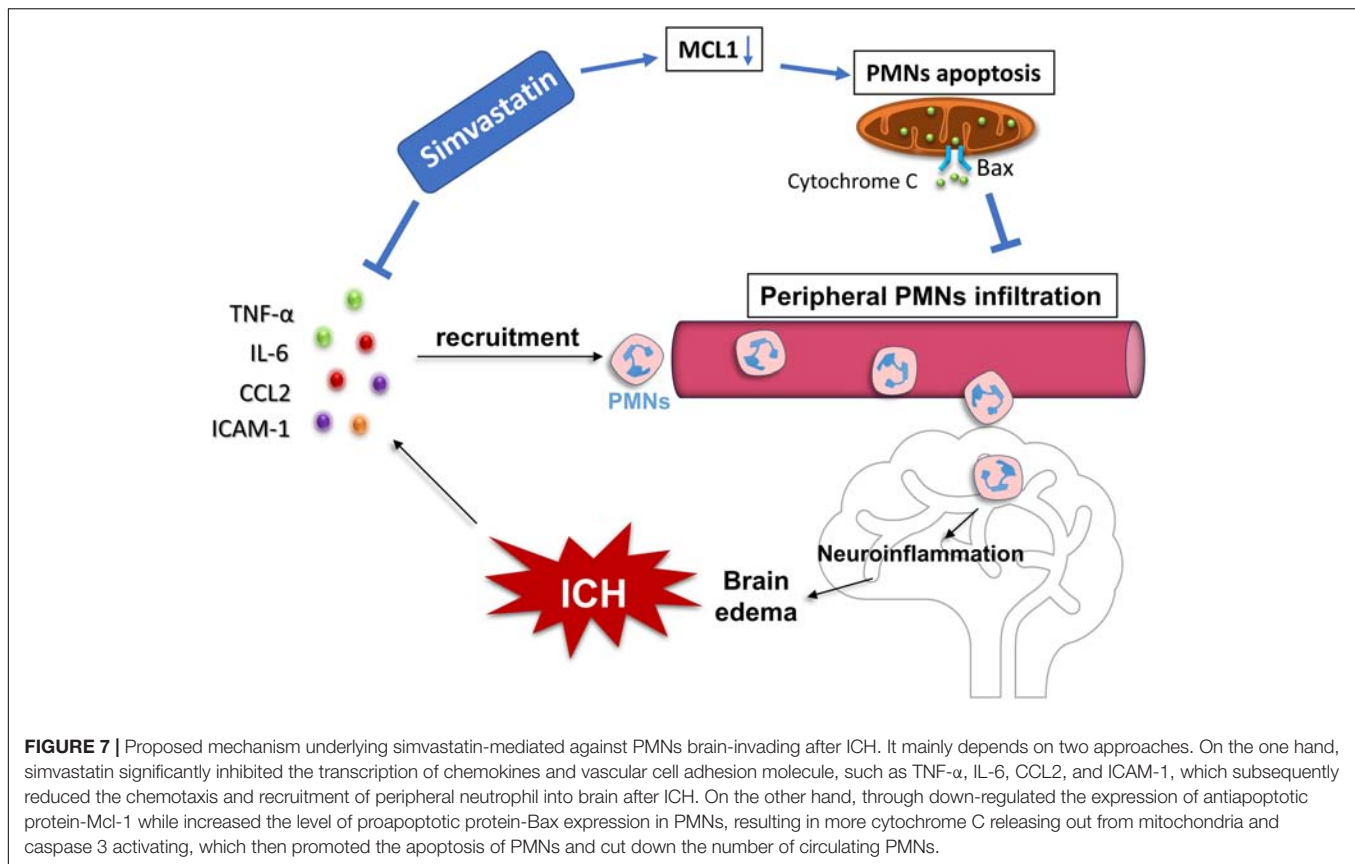 MCL1↓
PMNs apoptosis
Simvastatin
Cytochrome C
Bax
Peripheral PMNs infiltration
TNF-α
IL-6
CCL2
ICAM-1
recruitment
PMNs
Neuroinflammation
Brain
edema
ICH
FIGURE 7 | Proposed mechanism underlying simvastatin-mediated against PMNs brain-invading after ICH. It mainly depends on two approaches. On the one hand,
simvastatin significantly inhibited the transcription of chemokines and vascular cell adhesion molecule, such as TNF-α, IL-6, CCL2, and ICAM-1, which subsequently
reduced the chemotaxis and recruitment of peripheral neutrophil into brain after ICH. On the other hand, through down-regulated the expression of antiapoptotic
protein-Mcl-1 while increased the level of proapoptotic protein-Bax expression in PMNs, resulting in more cytochrome C releasing out from mitochondria and
caspase 3 activating, which then promoted the apoptosis of PMNs and cut down the number of circulating PMNs.